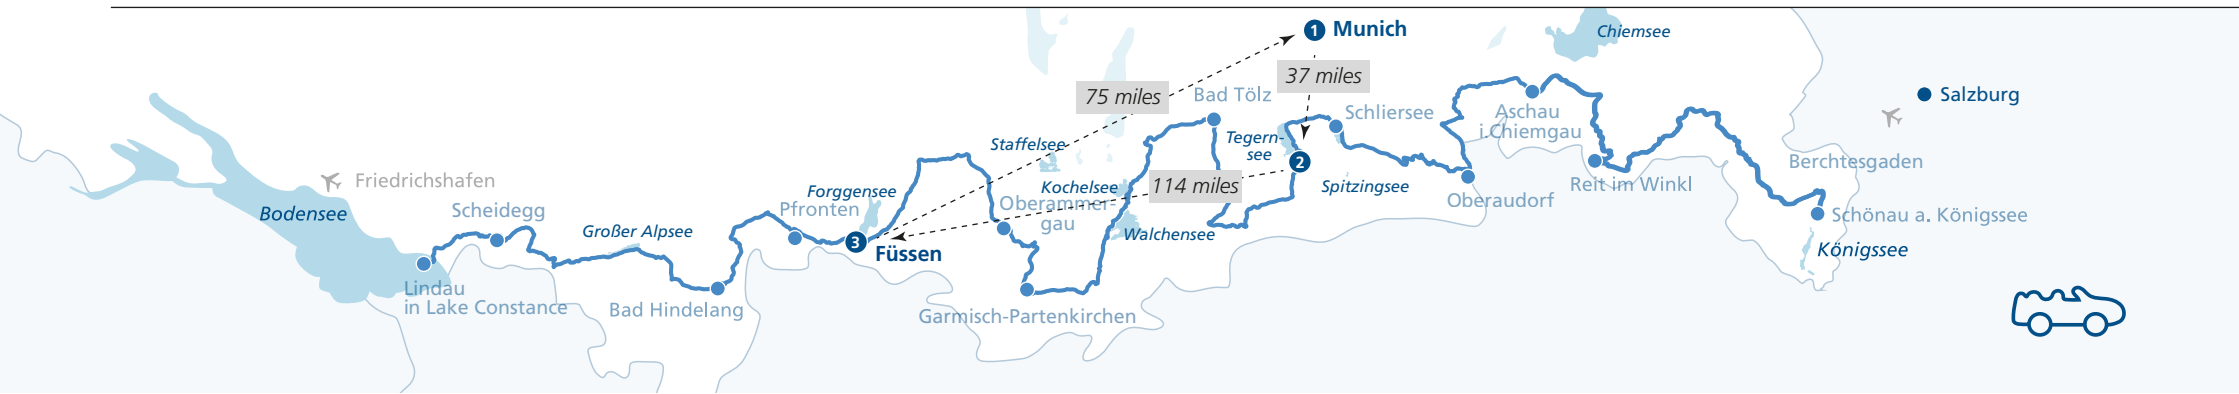 1 Munich
Chiemsee
37 miles
75 miles
Bad Tölz
Salzburg
Schliersee
Aschau
i.Chiemgau
Tegern-
see
2
Staffelsee
Berchtesgaden
Friedrichshafen
Forggensee
Kochelsee
114 miles
Spitzingsee
Reit im Winkl
Oberammer-
gau
Oberaudorf
Bodensee
Scheidegg
Pfronten
Schönau a. Königssee
Großer Alpsee
Walchensee
3
Füssen
Königssee
Lindau
in Lake Constance
Bad Hindelang
Garmisch-Partenkirchen